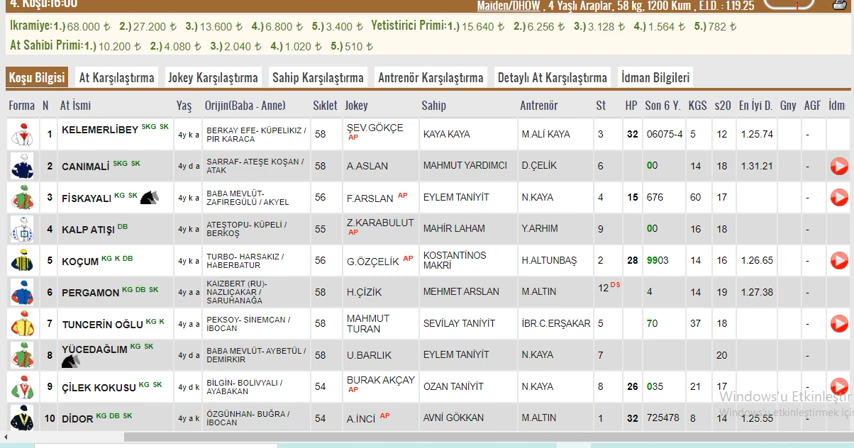 4. Koşu:16:00 Maiden/DHOW , 4 Yaşlı Araplar, 58 kg, 1200 Kum , E.İ.D. : 1.19.25
Ikramiye:1.)68.000 ₺ 2.)27.200 ₺ 3.)13.600 ₺ 4.)6.800 ₺ 5.)3.400 ₺ Yetistirici Primi:1.)15.640 ₺ 2.)6.256 ₺ 3.)3.128 ₺ 4.)1.564 ₺ 5.)782 ₺
At Sahibi Primi:1.)10.200 ₺ 2.)4.080 ₺ 3.)2.040 ₺ 4.)1.020 ₺ 5.)510 ₺
Koşu Bilgisi At Karşılaştırma Jokey Karşılaştırma Sahip Karşılaştırma Antrenör Karşılaştırma Detaylı At Karşılaştırma İdman Bilgileri
Forma N At İsmi Yaş Orijin(Baba - Anne) Sıklet Jokey Sahip Antrenör St HP Son 6 Y. KGS s20 En İyi D. Gny AGF İdm
1 KELEMERLİBEY SKG SK 4y k a BERKAY EFE- KÜPELIKIZ / PIR KARACA 58 ŞEV.GÖKÇE AP KAYA KAYA M.ALİ KAYA 3 32 06075-4 5 12 1.25.74 -
2 CANIMALİ SKG SK 4y d a SARRAF- ATEŞE KOŞAN / ATAK 58 A.ASLAN MAHMUT YARDIMCI D.ÇELİK 6 00 14 18 1.31.21 -
3 FİSKAYALI KG SK 4y k a BABA MEVLÜT- ZAFIREGÜLÜ / AKYEL 56 F.ARSLAN AP EYLEM TANİYİT N.KAYA 4 15 676 60 17 -
4 KALP ATIŞI DB 4y k a ATEŞTOPU- KÜPELİ / BERKOŞ 55 Z.KARABULUT AP MAHİR LAHAM Y.ARHIM 9 00 16 18 -
5 KOÇUM KG K DB 4y k a TURBO- HARSAKIZ / HABERBATUR 56 G.ÖZÇELİK AP KOSTANTİNOS MAKRİ H.ALTUNBAŞ 2 28 9903 14 16 1.26.65 -
6 PERGAMON KG DB SK 4y a a KAIZBERT (RU)- NAZLIÇAKAR / SARUHANAĞA 58 H.ÇİZİK MEHMET ARSLAN M.ALTIN 12 DS 4 14 19 1.27.38 -
7 TUNCERİN OĞLU KG K 4y a a PEKSOY- SİNEMCAN / İBOCAN 58 MAHMUT TURAN SEVİLAY TANİYİT İBR.C.ERŞAKAR 5 70 37 18 -
8 YÜCEDAĞLIM KG SK 4y d a BABA MEVLÜT- AYBETÜL / DEMİRKIR 58 U.BARLIK EYLEM TANİYİT N.KAYA 7 20 -
9 ÇİLEK KOKUSU KG SK 4y d k BİLGİN- BOLİVYALI / AYABAKAN 54 BURAK AKÇAY AP OZAN TANİYİT N.KAYA 8 26 035 21 17 -
10 DİDOR KG DB SK 4y a k ÖZGÜNHAN- BUĞRA / İBOCAN 54 A.İNCİ AP AVNİ GÖKKAN M.ALTIN 1 32 725478 8 14 1.25.55 -
Windows'u Etkinleştir
Windows'u etkinleştirmek için